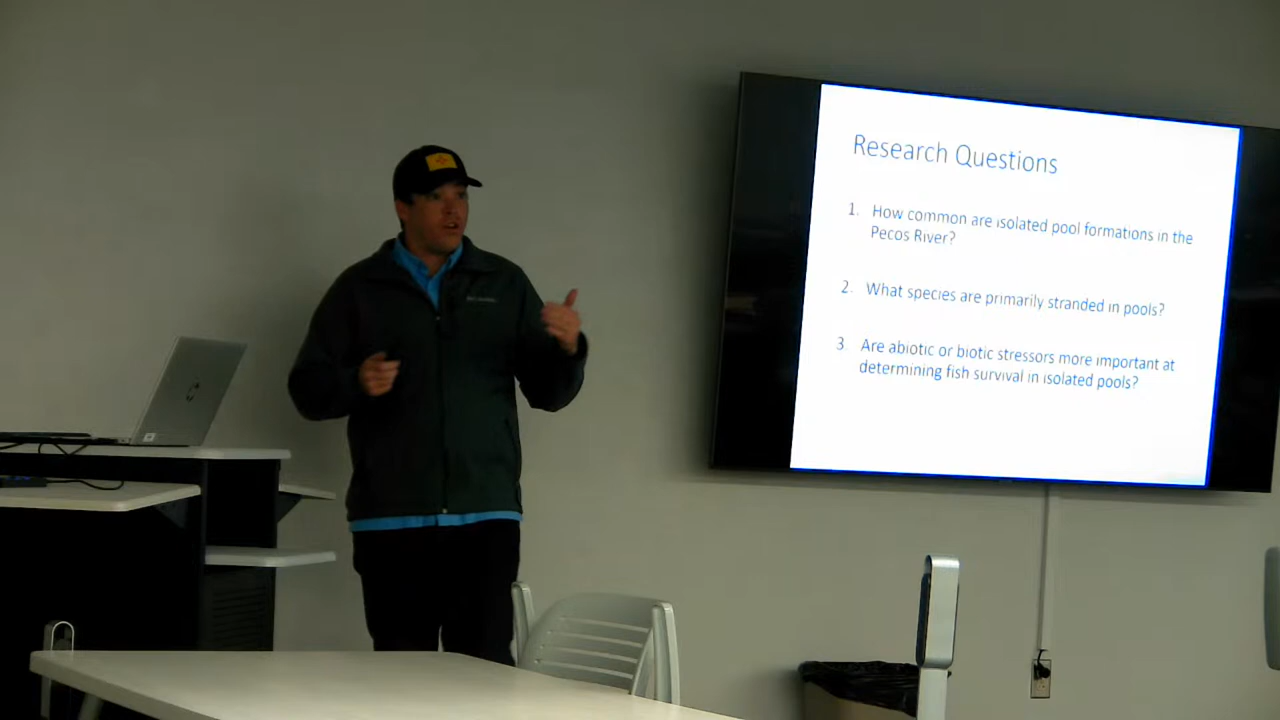 Research Questions
1. How common are isolated pool formations in the
Pecos River?
2. What species are primarily stranded in pools?
3. Are abiotic or biotic stressors more important at
determining fish survival in isolated pools?